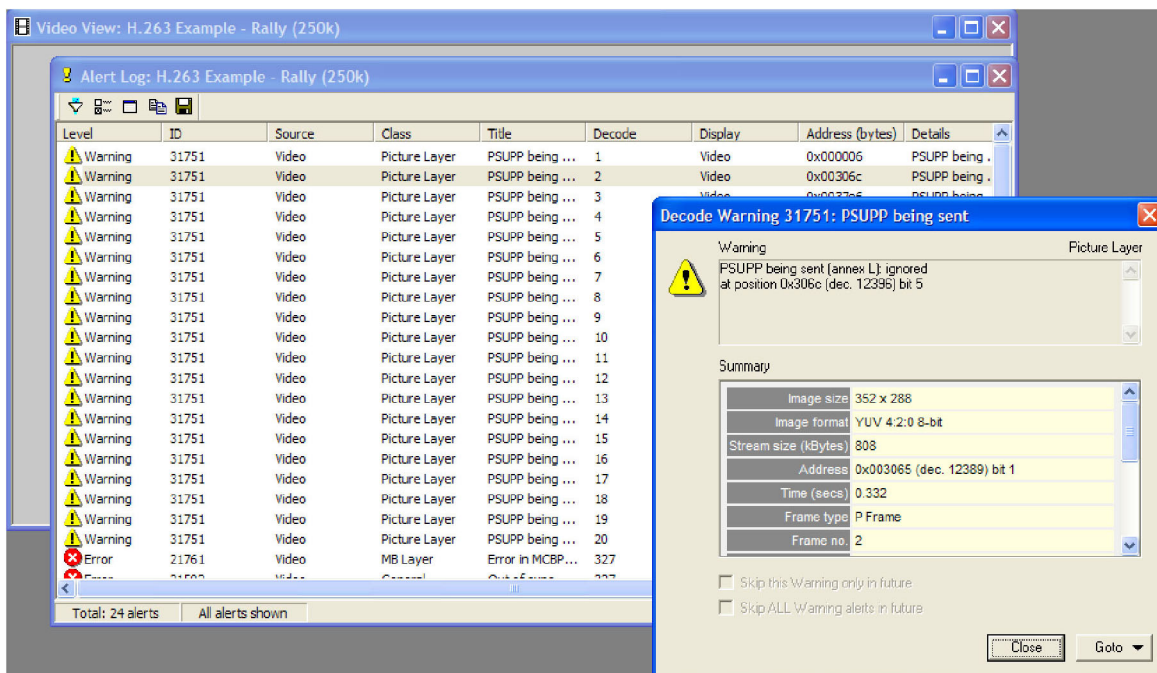 Video View: H.263 Example - Rally (250k)
Alert Log: H.263 Example - Rally (250k)
Level ID Source Class Title Decode Display Address (bytes) Details
Warning 31751 Video Picture Layer PSUPP being ... 1 Video 0x000006 PSUPP being .
Warning 31751 Video Picture Layer PSUPP being ... 2 Video 0x00306c PSUPP being .
Warning 31751 Video Picture Layer PSUPP being ... 3 Video
Warning 31751 Video Picture Layer PSUPP being ... 4
Warning 31751 Video Picture Layer PSUPP being ... 5
Warning 31751 Video Picture Layer PSUPP being ... 6
Warning 31751 Video Picture Layer PSUPP being ... 7
Warning 31751 Video Picture Layer PSUPP being ... 8
Warning 31751 Video Picture Layer PSUPP being ... 9
Warning 31751 Video Picture Layer PSUPP being ... 10
Warning 31751 Video Picture Layer PSUPP being ... 11
Warning 31751 Video Picture Layer PSUPP being ... 12
Warning 31751 Video Picture Layer PSUPP being ... 13
Warning 31751 Video Picture Layer PSUPP being ... 14
Warning 31751 Video Picture Layer PSUPP being ... 15
Warning 31751 Video Picture Layer PSUPP being ... 16
Warning 31751 Video Picture Layer PSUPP being ... 17
Warning 31751 Video Picture Layer PSUPP being ... 18
Warning 31751 Video Picture Layer PSUPP being ... 19
Warning 31751 Video Picture Layer PSUPP being ... 20
Error 21761 Video MB Layer Error in MCBP... 327
Total: 24 alerts All alerts shown
Decode Warning 31751: PSUPP being sent
Warning Picture Layer
PSUPP being sent (annex L): ignored
at position 0x306c (dec. 12396) bit 5
Summary
Image size 352 x 288
Image format YUV 4:2:0 8-bit
Stream size (kBytes) 808
Address 0x003065 (dec. 12389) bit 1
Time (secs) 0.332
Frame type P Frame
Frame no. 2
Skip this Warning only in future
Skip ALL Warning alerts in future
Close Goto